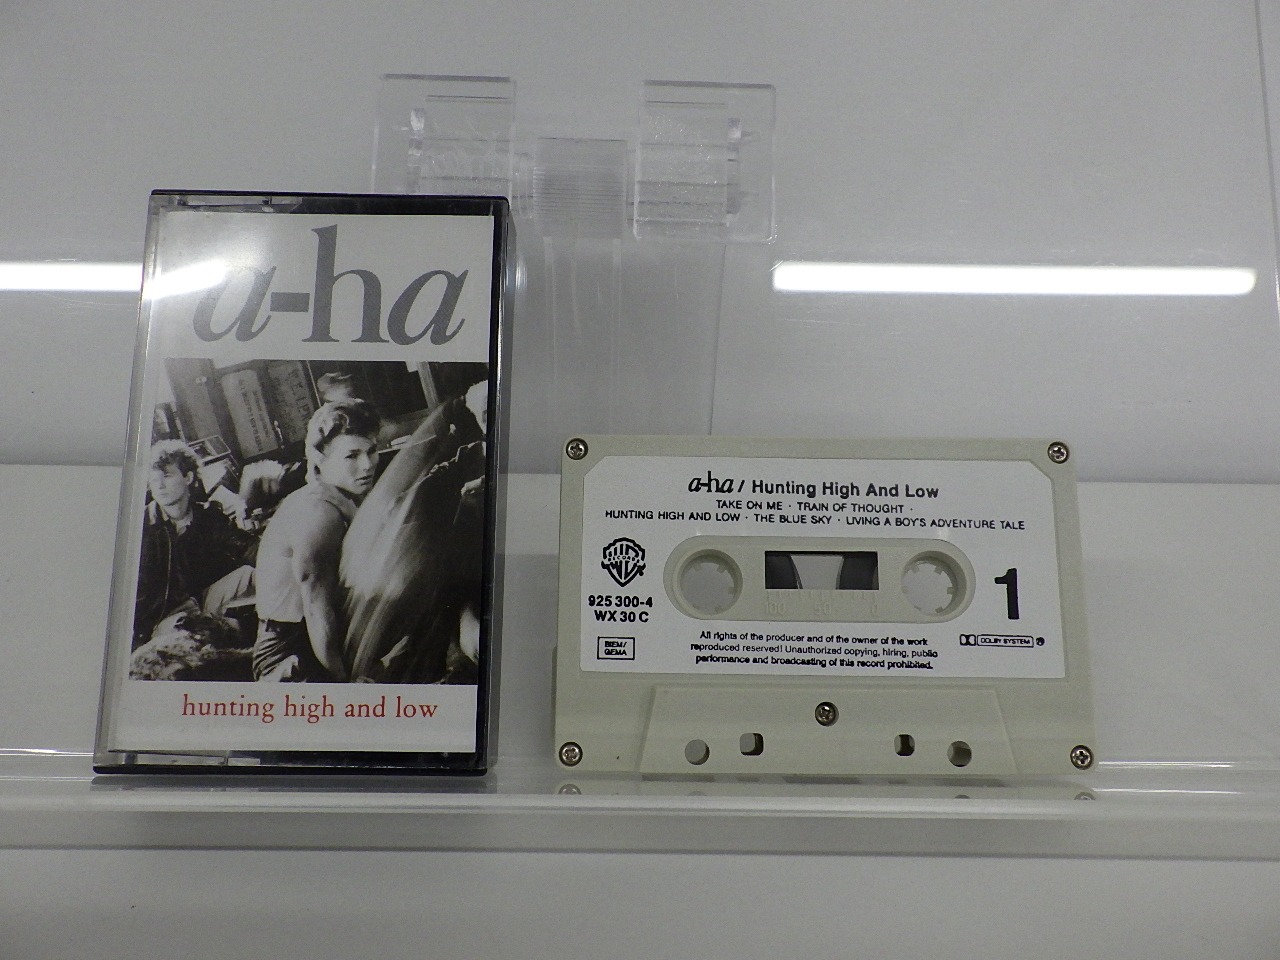 a-ha
hunting high and low
a-ha / Hunting High And Low
TAKE ON ME · TRAIN OF THOUGHT ·
HUNTING HIGH AND LOW · THE BLUE SKY · LIVING A BOY'S ADVENTURE TALE
RECORDS
925 300-4
WX 30 C
1
BIEM/
GEMA
100 50 0
All rights of the producer and of the owner of the work
reproduced reserved! Unauthorized copying, hiring, public
performance and broadcasting of this record prohibited.
DOLBY SYSTEM ®